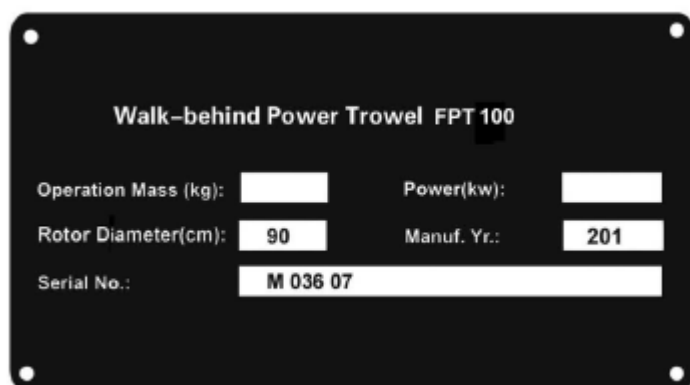 Walk-behind Power Trowel FPT 100
Operation Mass (kg): Power(kw):
Rotor Diameter(cm): 90 Manuf. Yr.: 201
Serial No.: M 036 07